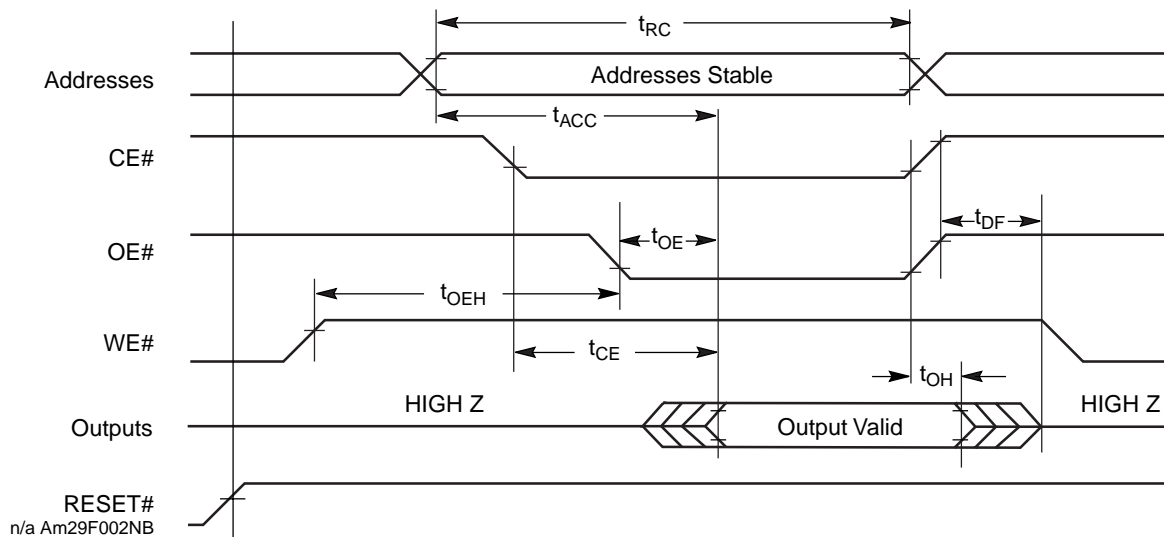 tRC
Addresses
Addresses Stable
tACC
CE#
tDF
OE#
tOE
tOEH
WE#
tCE
tOH
HIGH Z
HIGH Z
Outputs
Output Valid
RESET#
n/a Am29F002NB